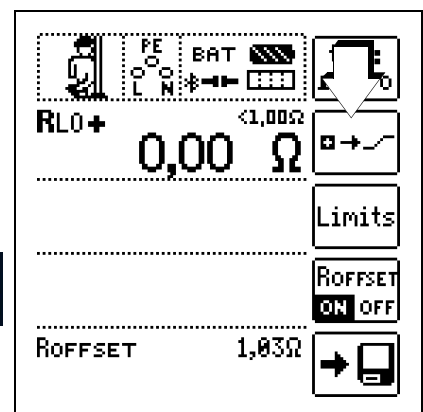 PE
BAT
L N
RLO+ <1,00Ω
0,00 Ω
Limits
ROFFSET
ON OFF
ROFFSET 1,03Ω